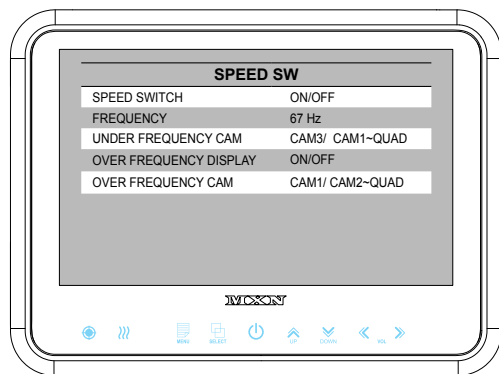 SPEED SW
SPEED SWITCH ON/OFF
FREQUENCY 67 Hz
UNDER FREQUENCY CAM CAM3/ CAM1~QUAD
OVER FREQUENCY DISPLAY ON/OFF
OVER FREQUENCY CAM CAM1/ CAM2~QUAD
MXN
MENU SELECT UP DOWN VOL